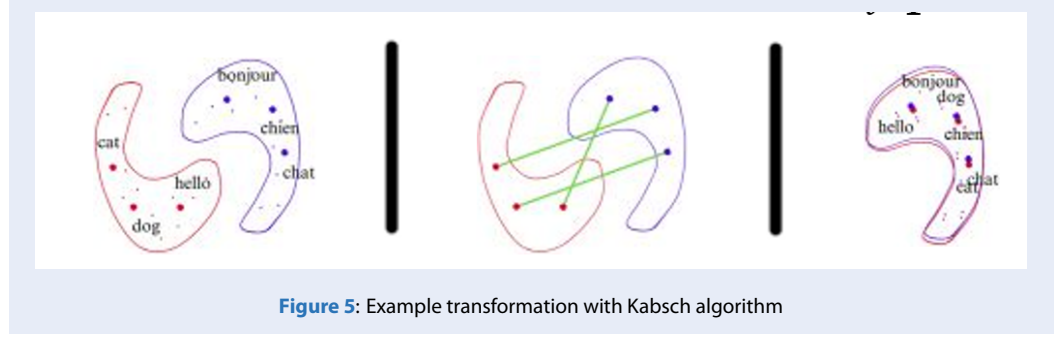 bonjour
cat
chien
chat
hello
dog
bonjour
dog
hello
chien
chat
cat
Figure 5: Example transformation with Kabsch algorithm